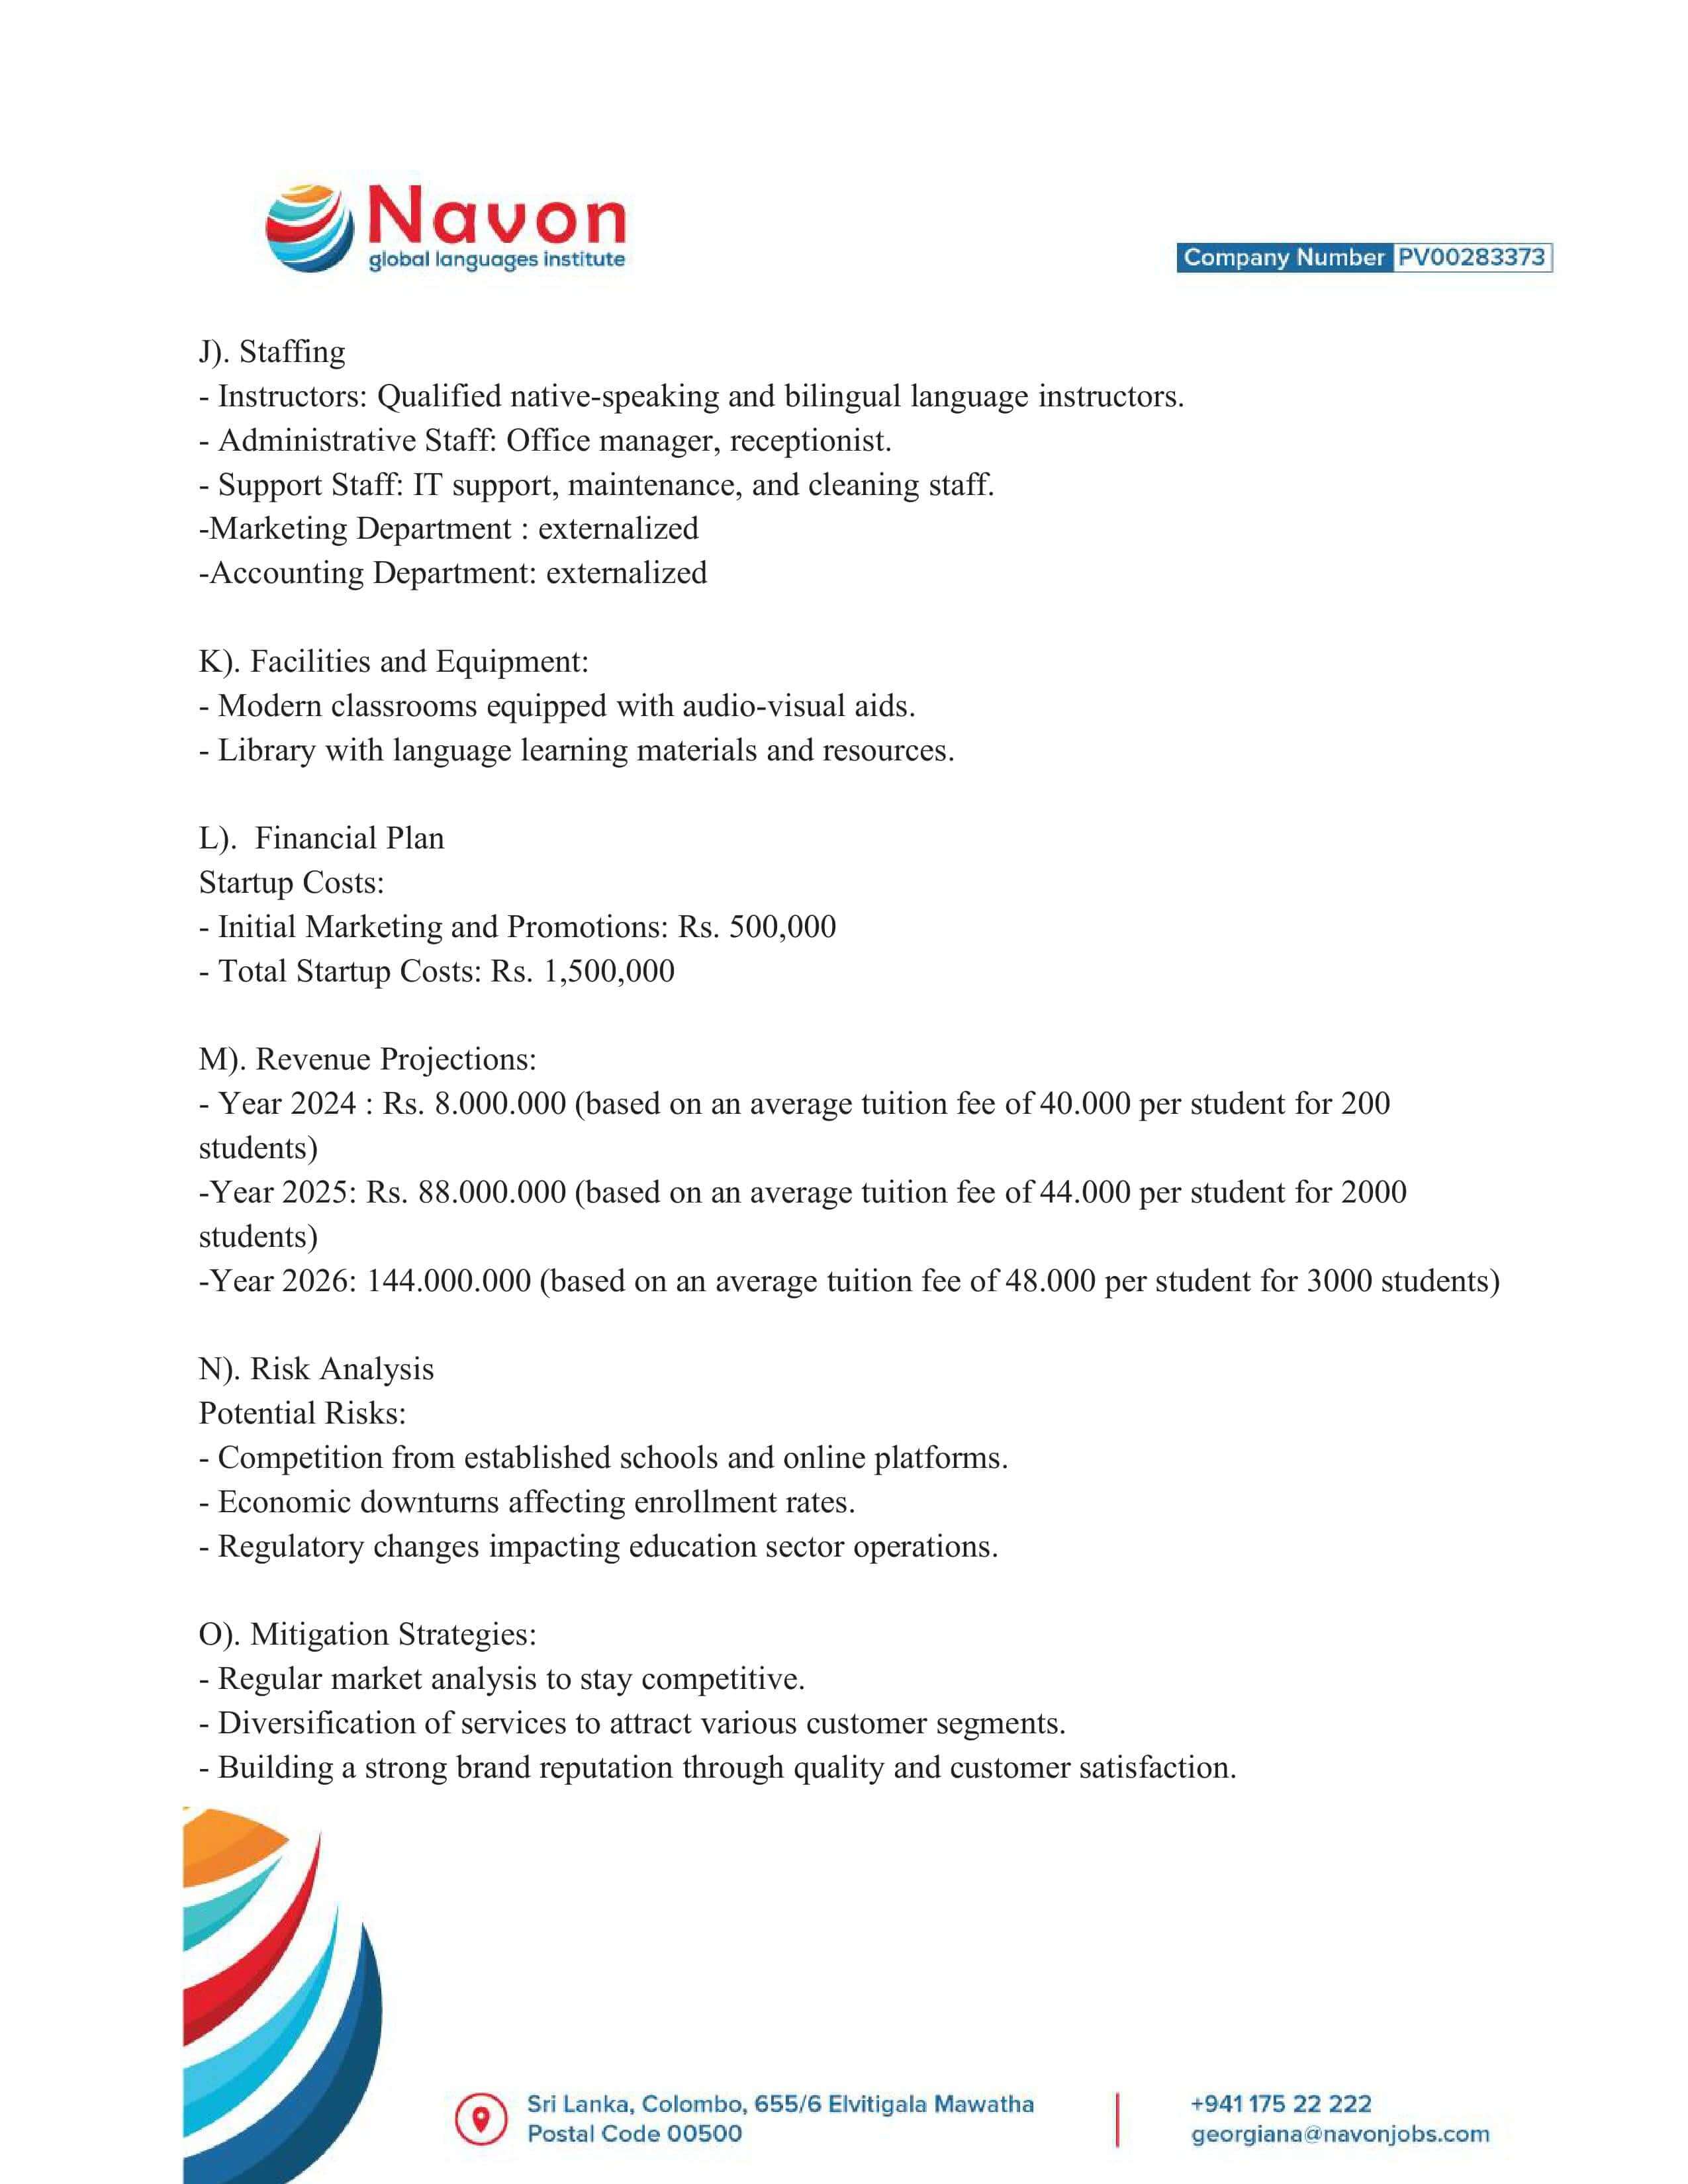 Navon
global languages institute
Company Number PV00283373
J). Staffing
- Instructors: Qualified native-speaking and bilingual language instructors.
- Administrative Staff: Office manager, receptionist.
- Support Staff: IT support, maintenance, and cleaning staff.
-Marketing Department : externalized
-Accounting Department: externalized
K). Facilities and Equipment:
- Modern classrooms equipped with audio-visual aids.
- Library with language learning materials and resources.
L).  Financial Plan
Startup Costs:
- Initial Marketing and Promotions: Rs. 500,000
- Total Startup Costs: Rs. 1,500,000
M). Revenue Projections:
- Year 2024 : Rs. 8.000.000 (based on an average tuition fee of 40.000 per student for 200
students)
-Year 2025: Rs. 88.000.000 (based on an average tuition fee of 44.000 per student for 2000
students)
-Year 2026: 144.000.000 (based on an average tuition fee of 48.000 per student for 3000 students)
N). Risk Analysis
Potential Risks:
- Competition from established schools and online platforms.
- Economic downturns affecting enrollment rates.
- Regulatory changes impacting education sector operations.
O). Mitigation Strategies:
- Regular market analysis to stay competitive.
- Diversification of services to attract various customer segments.
- Building a strong brand reputation through quality and customer satisfaction.
Sri Lanka, Colombo, 655/6 Elvitigala Mawatha
Postal Code 00500
+941 175 22 222
georgiana@navonjobs.com